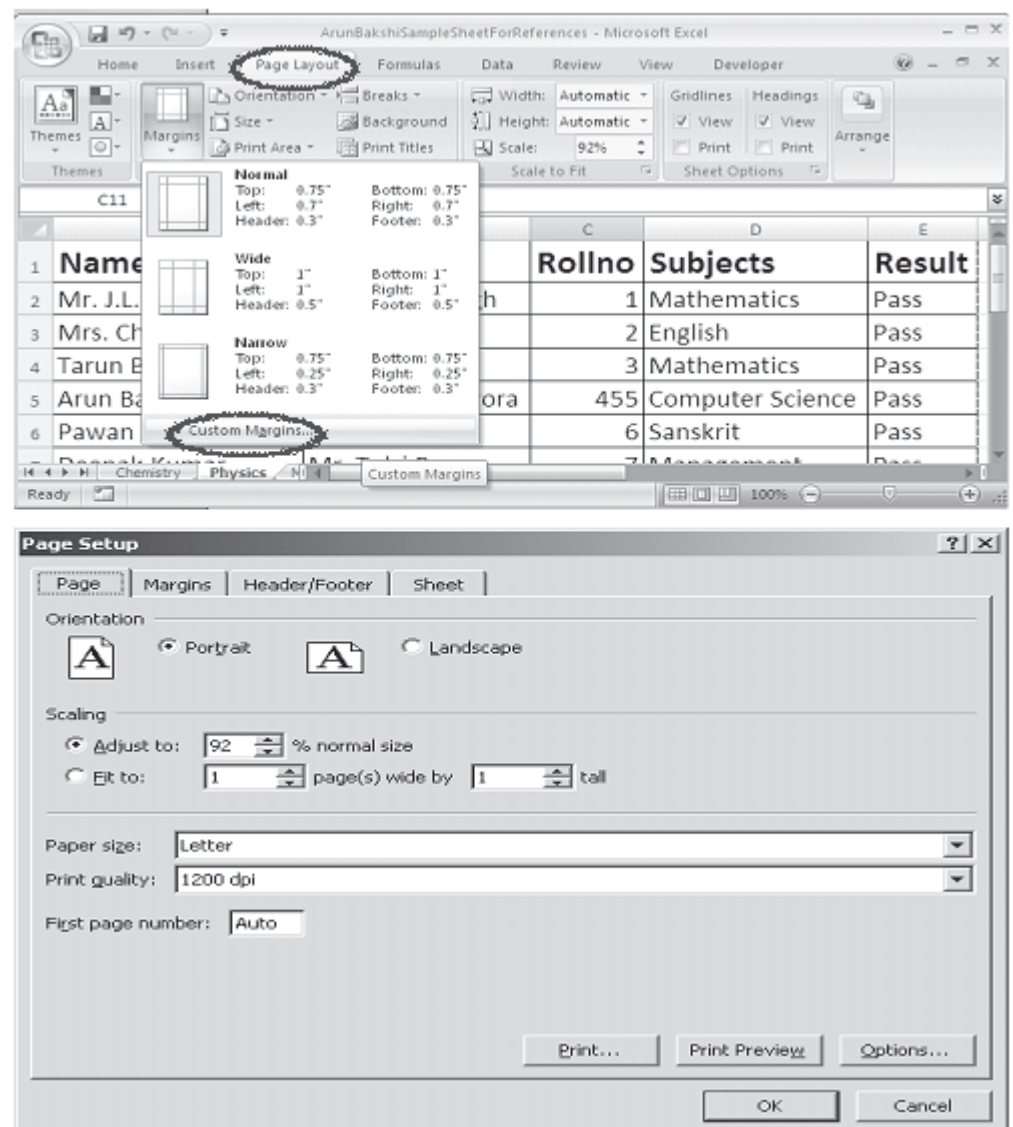 ArunBakshiSampleSheetForReferences - Microsoft Excel
Home Insert Page Layout Formulas Data Review View Developer
Themes
Margins
Orientation
Size
Print Area
Breaks
Background
Print Titles
Width: Automatic
Height: Automatic
Scale: 92%
Gridlines Headings
View View
Print Print
Arrange
Themes Scale to Fit Sheet Options
C11
Normal
Top: 0.75" Bottom: 0.75"
Left: 0.7" Right: 0.7"
Header: 0.3" Footer: 0.3"
Wide
Top: 1" Bottom: 1"
Left: 1" Right: 1"
Header: 0.5" Footer: 0.5"
Narrow
Top: 0.75" Bottom: 0.75"
Left: 0.25" Right: 0.25"
Header: 0.3" Footer: 0.3"
Custom Margins...
C D E
1 Name Rollno Subjects Result
2 Mr. J.L. h 1 Mathematics Pass
3 Mrs. Ch 2 English Pass
4 Tarun B 3 Mathematics Pass
5 Arun Ba ora 455 Computer Science Pass
6 Pawan 6 Sanskrit Pass
Deepak Kumar 7 Management Pass
Chemistry Physics
Custom Margins
Ready 100%
Page Setup
Page Margins Header/Footer Sheet
Orientation
A Portrait A Landscape
Scaling
Adjust to: 92 % normal size
Fit to: 1 page(s) wide by 1 tall
Paper size: Letter
Print quality: 1200 dpi
First page number: Auto
Print... Print Preview Options...
OK Cancel